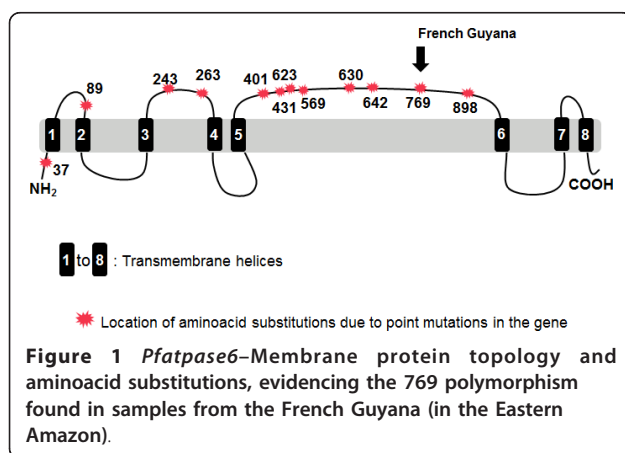 French Guyana
89 243 263 401 623 630 769
431 569 642 898
1 2 3 4 5 6 7 8
37
NH2
COOH
1 to 8 : Transmembrane helices
Location of aminoacid substitutions due to point mutations in the gene
Figure 1 Pfatpase6–Membrane protein topology and
aminoacid substitutions, evidencing the 769 polymorphism
found in samples from the French Guyana (in the Eastern
Amazon).